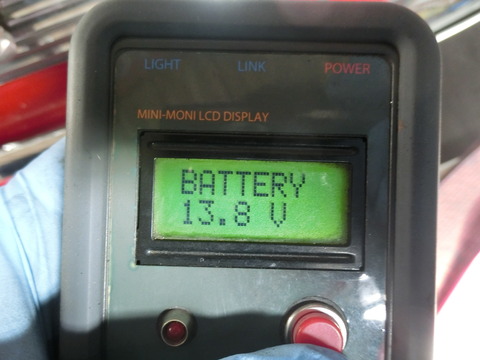 LIGHT LINK POWER
MINI-MONI LCD DISPLAY
BATTERY
13.8 V